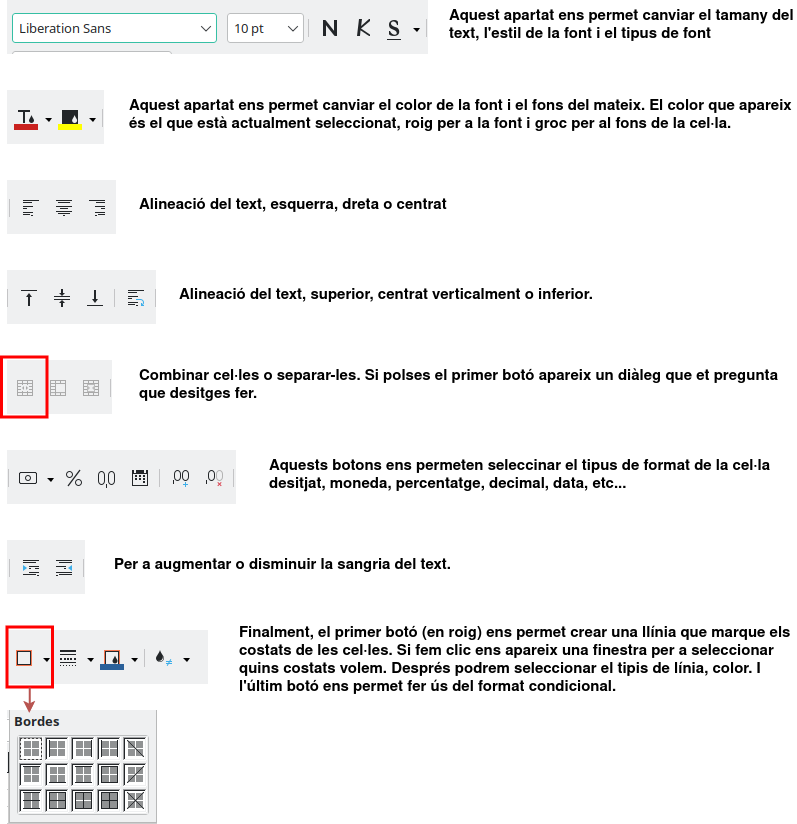 Liberation Sans
10 pt
N K S
Aquest apartat ens permet canviar el tamany del
text, l'estil de la font i el tipus de font
Aquest apartat ens permet canviar el color de la font i el fons del mateix. El color que apareix
és el que està actualment seleccionat, roig per a la font i groc per al fons de la cel·la.
Alineació del text, esquerra, dreta o centrat
Alineació del text, superior, centrat verticalment o inferior.
Combinar cel·les o separar-les. Si polses el primer botó apareix un diàleg que et pregunta
que desitges fer.
% 0,0 ,00 ,00
Aquests botons ens permeten seleccinar el tipus de format de la cel·la
desitjat, moneda, percentatge, decimal, data, etc...
Per a augmentar o disminuir la sangria del text.
Finalment, el primer botó (en roig) ens permet crear una llínia que marque els
costats de les cel·les. Si fem clic ens apareix una finestra per a seleccionar
quins costats volem. Després podrem seleccionar el tipis de línia, color. I
l'últim botó ens permet fer ús del format condicional.
Bordes